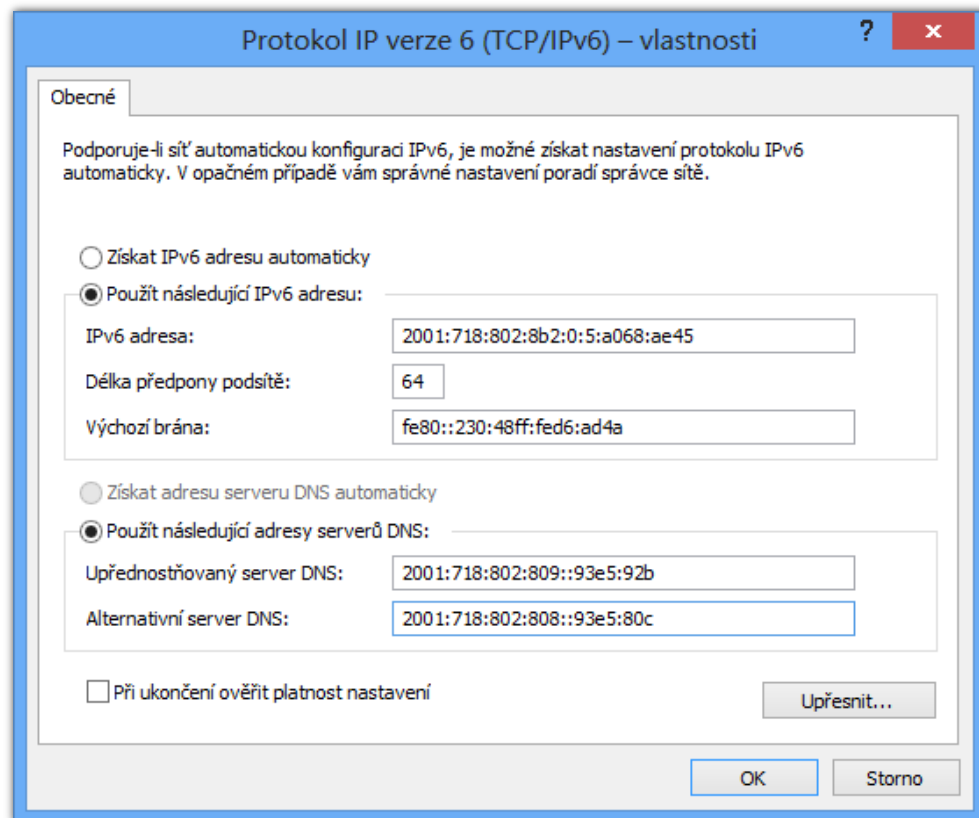 Protokol IP verze 6 (TCP/IPv6) – vlastnosti
?
x
Obecné
Podporuje-li síť automatickou konfiguraci IPv6, je možné získat nastavení protokolu IPv6
automaticky. V opačném případě vám správné nastavení poradí správce sítě.
Získat IPv6 adresu automaticky
Použít následující IPv6 adresu:
IPv6 adresa: 2001:718:802:8b2:0:5:a068:ae45
Délka předpony podsítě: 64
Výchozí brána: fe80::230:48ff:fed6:ad4a
Získat adresu serveru DNS automaticky
Použít následující adresy serverů DNS:
Upřednostňovaný server DNS: 2001:718:802:809::93e5:92b
Alternativní server DNS: 2001:718:802:808::93e5:80c
Při ukončení ověřit platnost nastavení
Upřesnit...
OK Storno